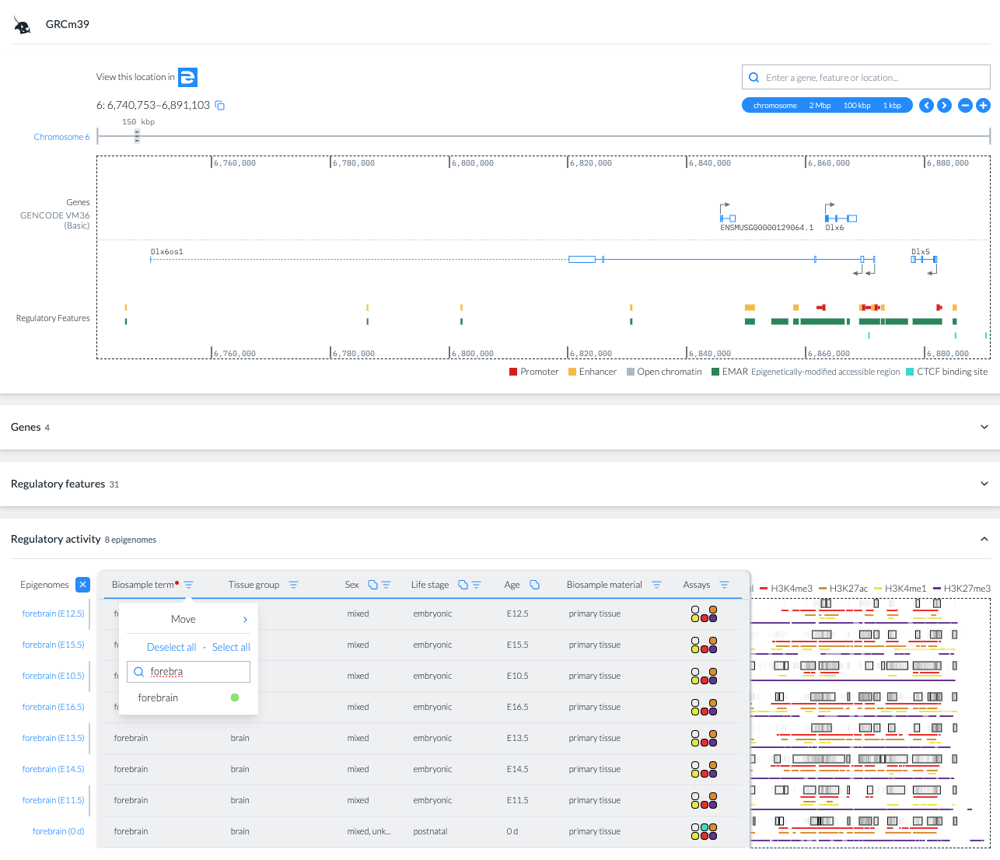 GRCm39
View this location in
Enter a gene, feature or location...
6: 6,740,753–6,891,103
chromosome 2 Mbp 100 kbp 1 kbp
150 kbp
Chromosome 6
6,760,000 6,780,000 6,800,000 6,820,000 6,840,000 6,860,000 6,880,000
Genes
GENCODE VM36
(Basic)
ENSMUSG00000129064.1 Dlx6
Dlx6os1 Dlx5
Regulatory Features
6,760,000 6,780,000 6,800,000 6,820,000 6,840,000 6,860,000 6,880,000
Promoter Enhancer Open chromatin EMAR Epigenetically-modified accessible region CTCF binding site
Genes 4
Regulatory features 31
Regulatory activity 8 epigenomes
Epigenomes Biosample term Tissue group Sex Life stage Age Biosample material Assays
H3K4me3 H3K27ac H3K4me1 H3K27me3
forebrain (E12.5) mixed embryonic E12.5 primary tissue
Move
forebrain (E15.5) mixed embryonic E15.5 primary tissue
Deselect all - Select all
forebrain (E10.5) mixed embryonic E10.5 primary tissue
forebra
forebrain (E16.5) mixed embryonic E16.5 primary tissue
forebrain
forebrain (E13.5) forebrain brain mixed embryonic E13.5 primary tissue
forebrain (E14.5) forebrain brain mixed embryonic E14.5 primary tissue
forebrain (E11.5) forebrain brain mixed embryonic E11.5 primary tissue
forebrain (0 d) forebrain brain mixed, unk... postnatal 0 d primary tissue